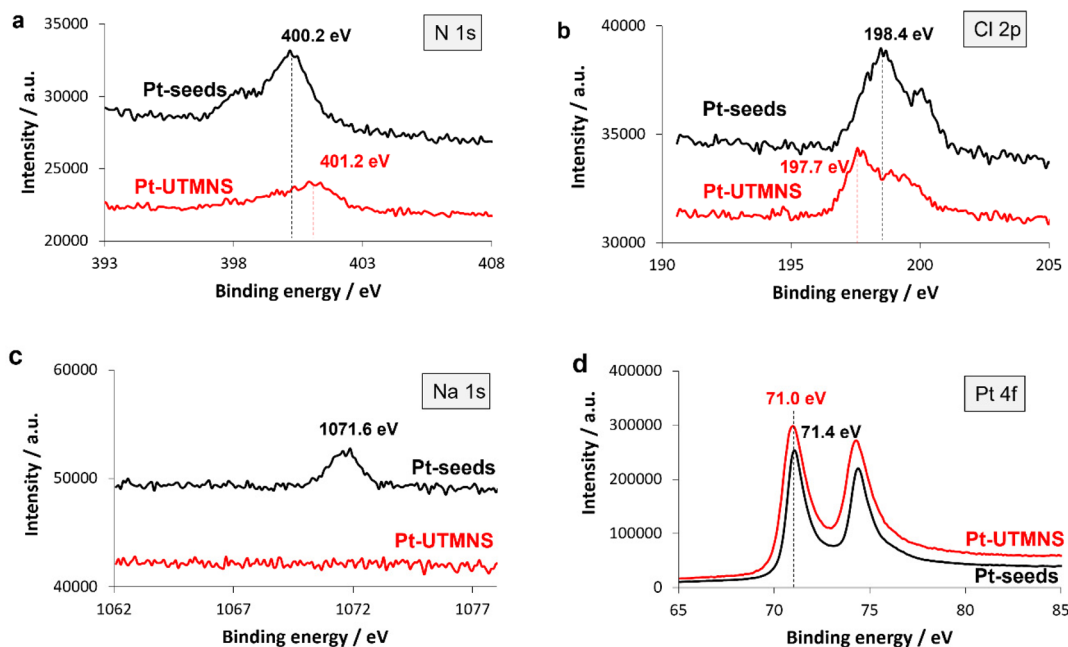 a
N 1s
35000
30000
25000
20000
Intensity / a.u.
400.2 eV
Pt-seeds
401.2 eV
Pt-UTMNS
393 398 403 408
Binding energy / eV
b
Cl 2p
40000
35000
30000
Intensity / a.u.
198.4 eV
Pt-seeds
197.7 eV
Pt-UTMNS
190 195 200 205
Binding energy / eV
c
Na 1s
60000
50000
40000
Intensity / a.u.
1071.6 eV
Pt-seeds
Pt-UTMNS
1062 1067 1072 1077
Binding energy / eV
d
Pt 4f
400000
300000
200000
100000
0
Intensity / a.u.
71.0 eV
71.4 eV
Pt-UTMNS
Pt-seeds
65 70 75 80 85
Binding energy / eV